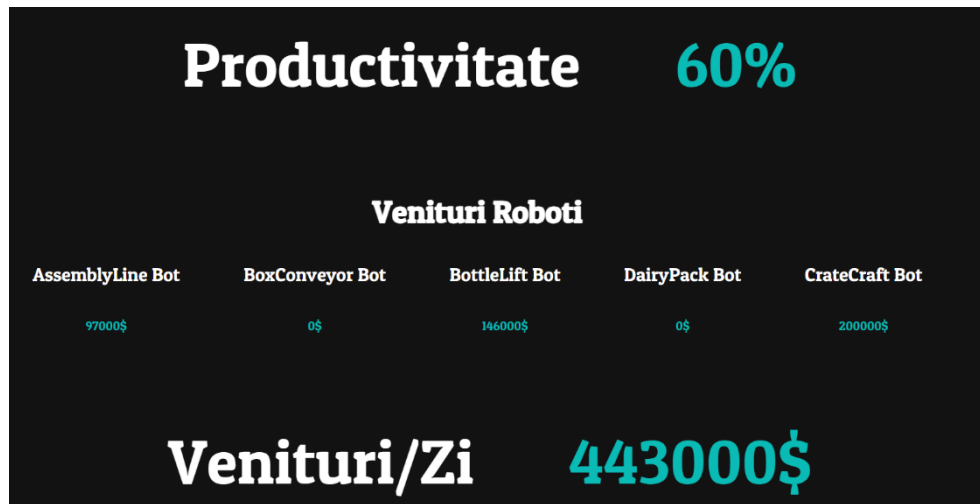 Productivitate 60%
Venituri Roboti
AssemblyLine Bot BoxConveyor Bot BottleLift Bot DairyPack Bot CrateCraft Bot
97000$ 0$ 146000$ 0$ 200000$
Venituri/Zi 443000$